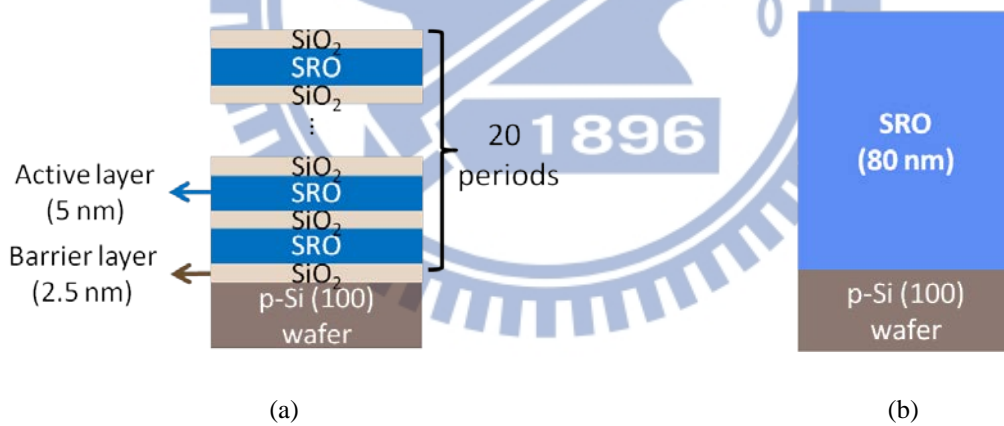 SiO2
SRO
SiO2
⋮
SiO2
SRO
SiO2
SRO
SiO2
p-Si (100)
wafer
Active layer
(5 nm)
Barrier layer
(2.5 nm)
20
periods
1896
SRO
(80 nm)
p-Si (100)
wafer
(a)
(b)